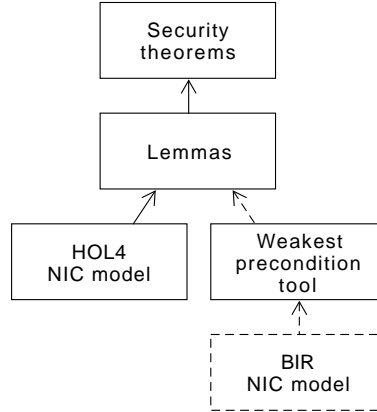 Security
theorems
Lemmas
HOL4
NIC model
Weakest
precondition
tool
BIR
NIC model